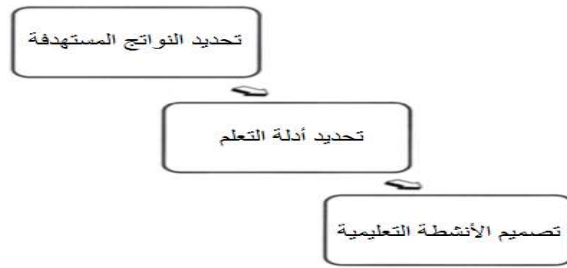 تحديد النواتج المستهدفة
تحديد أدلة التعلم
تصميم الأنشطة التعليمية